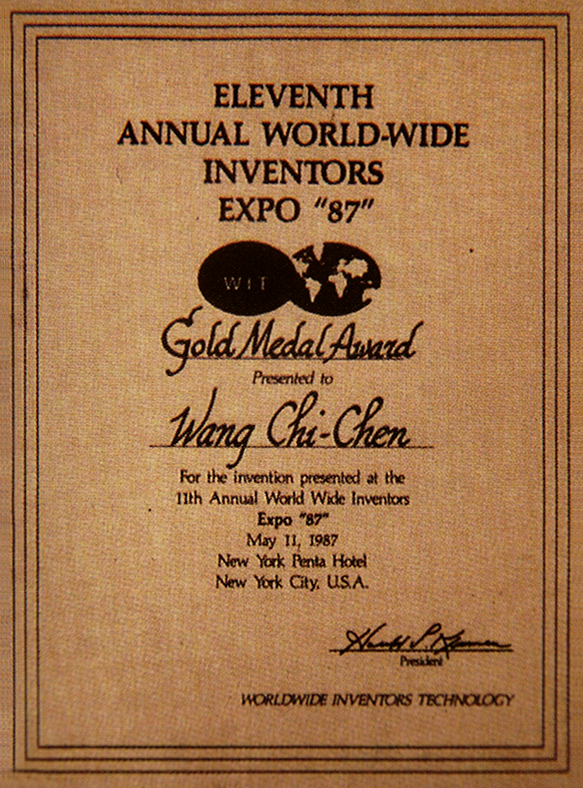 ELEVENTH
ANNUAL WORLD-WIDE
INVENTORS
EXPO "87"
WIT
Gold Medal Award
Presented to
Wang Chi-Chen
For the invention presented at the
11th Annual World Wide Inventors
Expo "87"
May 11, 1987
New York Penta Hotel
New York City, U.S.A.
President
WORLDWIDE INVENTORS TECHNOLOGY